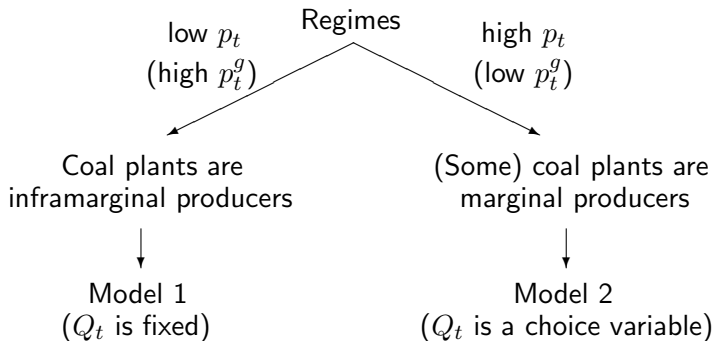 Regimes
low p_t
(high p_t^g)
high p_t
(low p_t^g)
Coal plants are
inframarginal producers
(Some) coal plants are
marginal producers
Model 1
(Q_t is fixed)
Model 2
(Q_t is a choice variable)